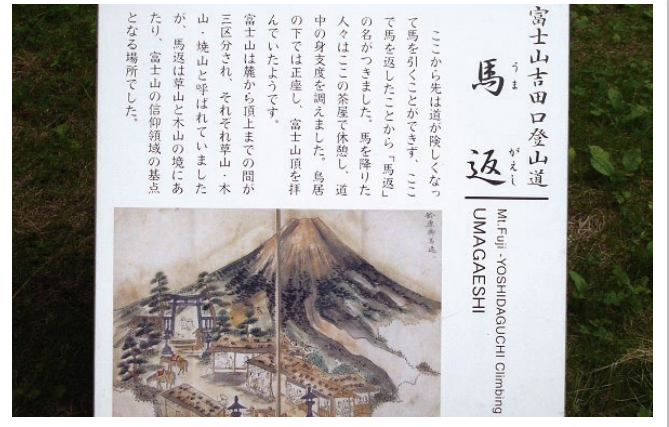 富士山吉田口登山道
うま がえし
馬返
Mt.Fuji -YOSHIDAGUCHI Climbing
UMAGAESHI
ここから先は道が険しくなっ
て馬を引くことができず、ここ
で馬を返したことから「馬返」
の名がつきました。馬を降りた
人々はここの茶屋で休憩し、道
中の身支度を調えました。鳥居
の下では正座し、富士山頂を拝
んでいたようです。
富士山は麓から頂上までの間が
三区分され、それぞれ草山・木
山・焼山と呼ばれていました
が、馬返は草山と木山の境にあ
たり、富士山の信仰領域の基点
となる場所でした。